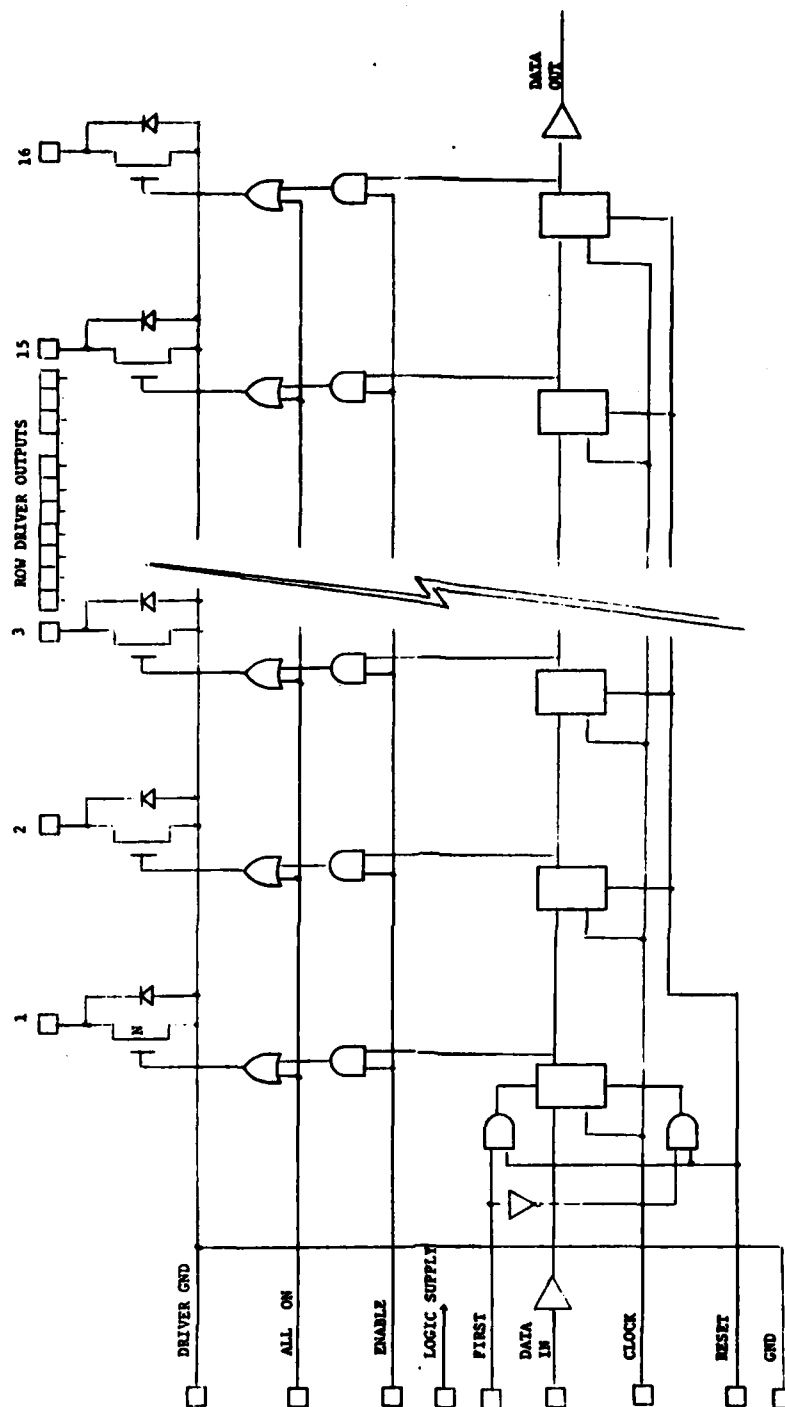 DRIVER GND
ALL ON
ENABLE
LOGIC SUPPLY
FIRST
DATA
IN
CLOCK
RESET
GND
1
N
2
3
ROW DRIVER OUTPUTS
15
16
DATA
OUT